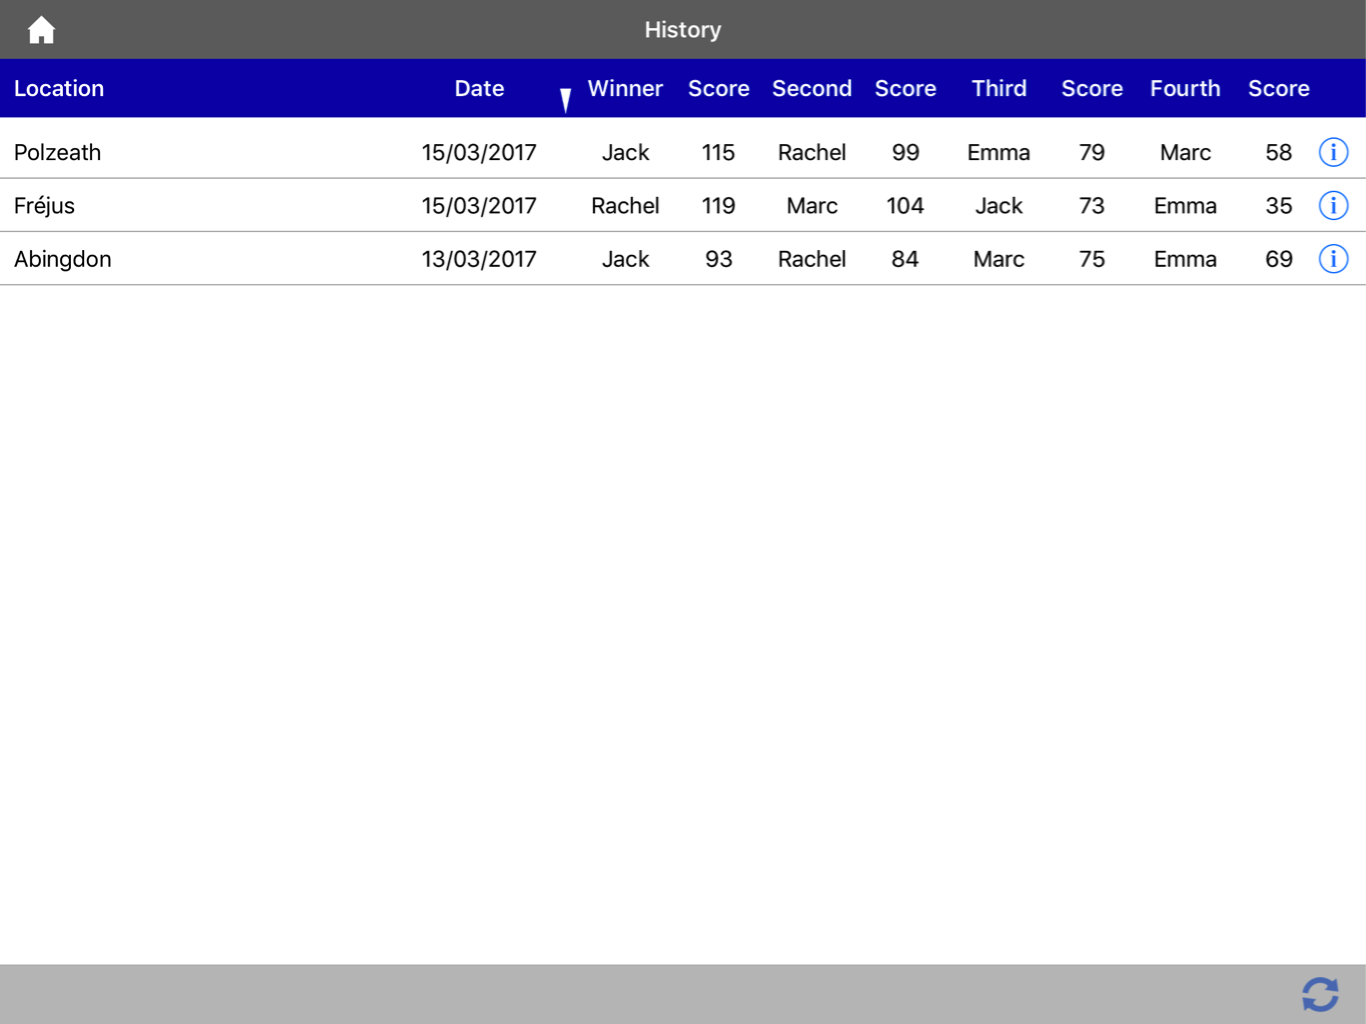 History
Location Date Winner Score Second Score Third Score Fourth Score
Polzeath 15/03/2017 Jack 115 Rachel 99 Emma 79 Marc 58 i
Fréjus 15/03/2017 Rachel 119 Marc 104 Jack 73 Emma 35 i
Abingdon 13/03/2017 Jack 93 Rachel 84 Marc 75 Emma 69 i